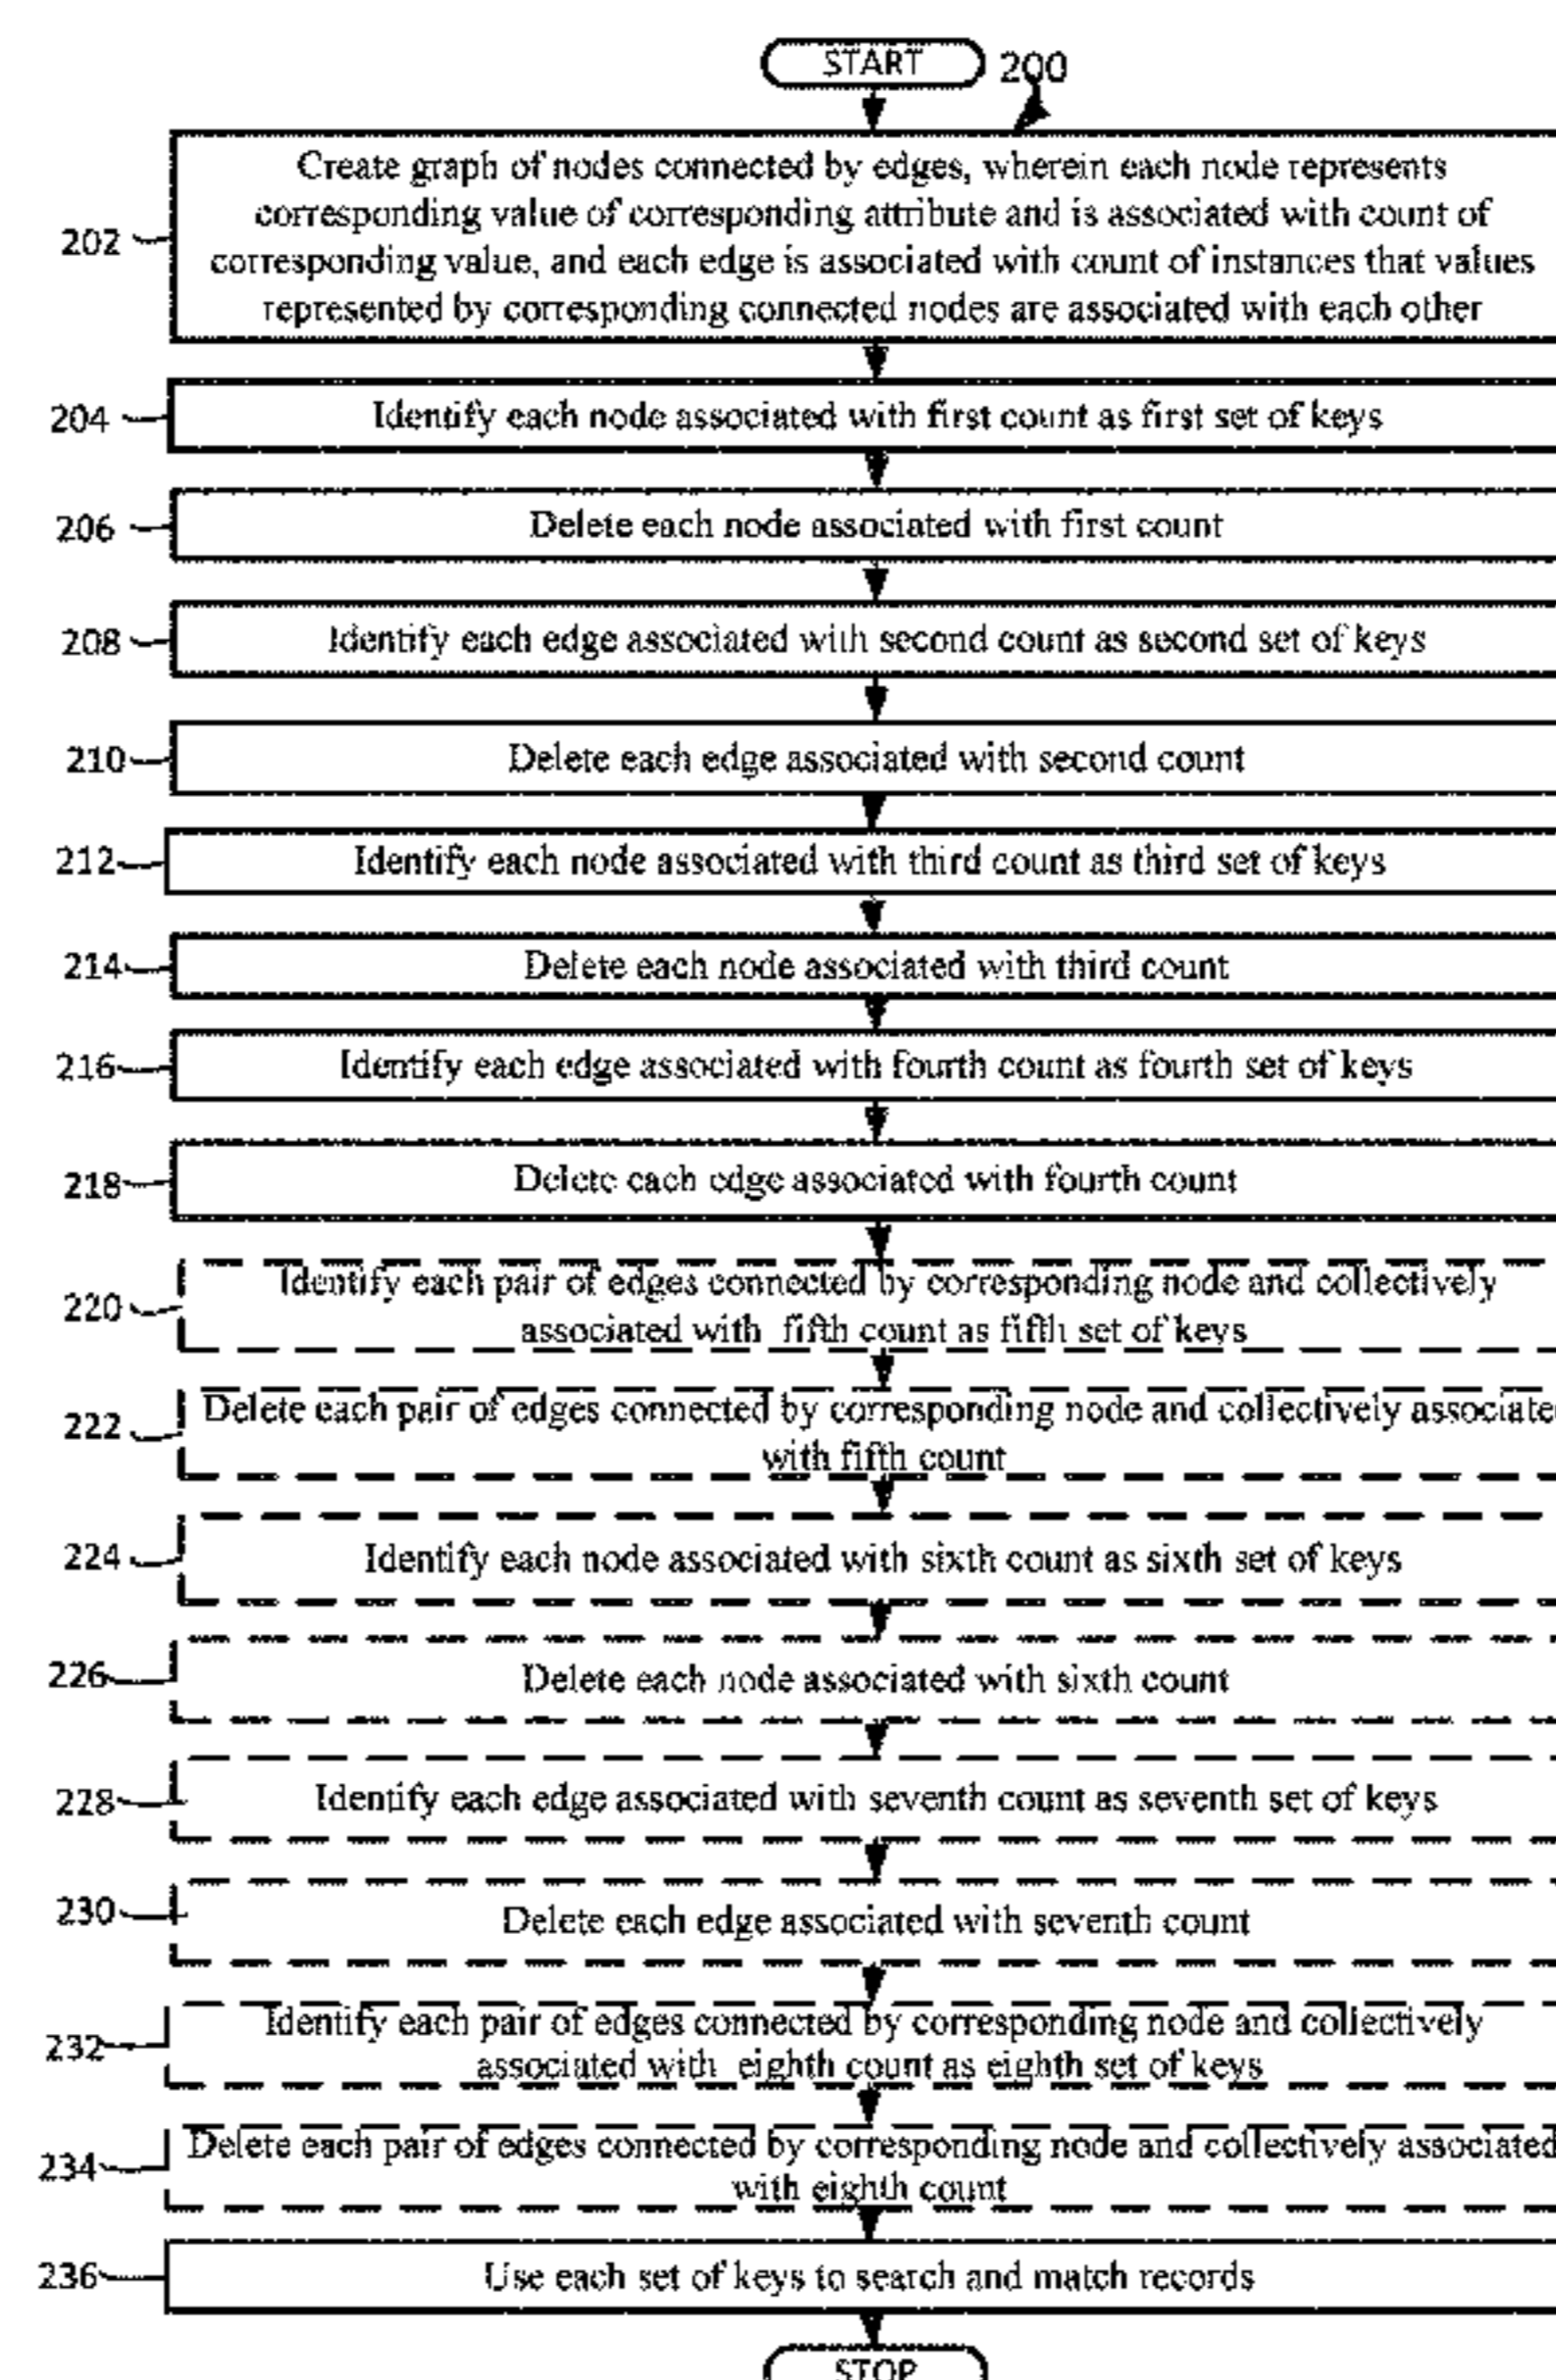 START
200
202
Create graph of nodes connected by edges, wherein each node represents
corresponding value of corresponding attribute and is associated with count of
corresponding value, and each edge is associated with count of instances that values
represented by corresponding connected nodes are associated with each other
204
Identify each node associated with first count as first set of keys
206
Delete each node associated with first count
208
Identify each edge associated with second count as second set of keys
210
Delete each edge associated with second count
212
Identify each node associated with third count as third set of keys
214
Delete each node associated with third count
216
Identify each edge associated with fourth count as fourth set of keys
218
Delete each edge associated with fourth count
220
Identify each pair of edges connected by corresponding node and collectively
associated with fifth count as fifth set of keys
222
Delete each pair of edges connected by corresponding node and collectively associated
with fifth count
224
Identify each node associated with sixth count as sixth set of keys
226
Delete each node associated with sixth count
228
Identify each edge associated with seventh count as seventh set of keys
230
Delete each edge associated with seventh count
232
Identify each pair of edges connected by corresponding node and collectively
associated with eighth count as eighth set of keys
234
Delete each pair of edges connected by corresponding node and collectively associated
with eighth count
236
Use each set of keys to search and match records
STOP